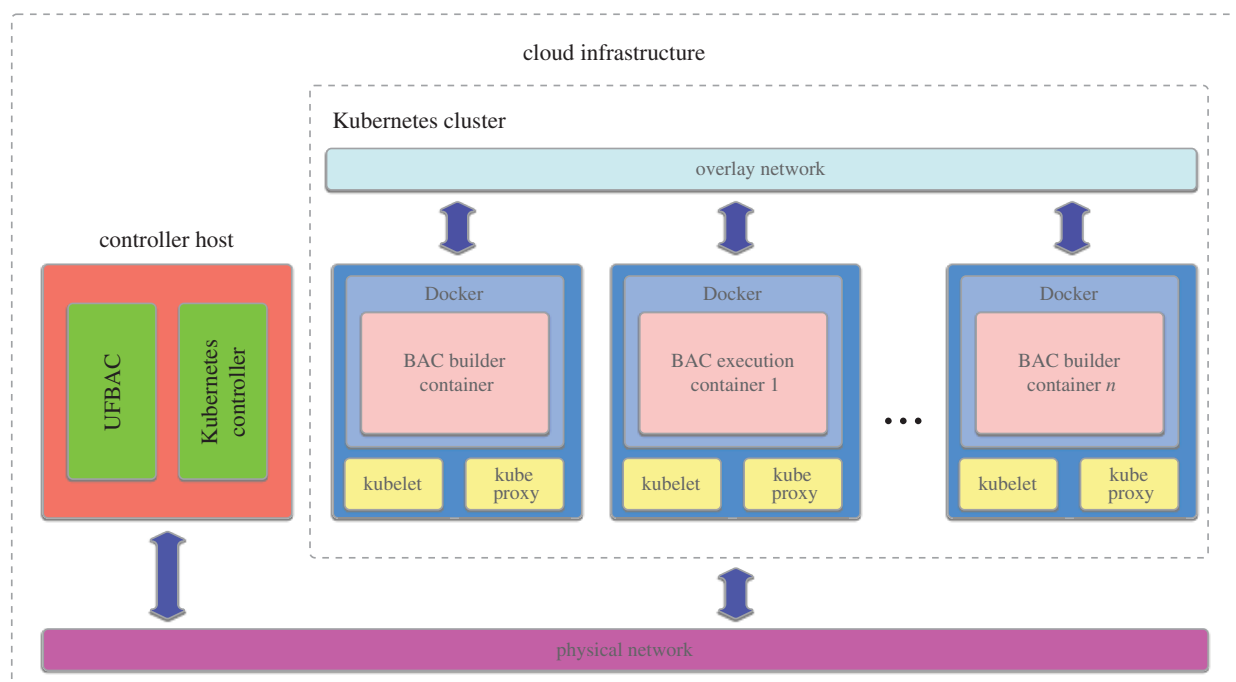 cloud infrastructure
Kubernetes cluster
overlay network
controller host
UFBAC
Kubernetes
controller
Docker
BAC builder
container
kubelet
kube
proxy
Docker
BAC execution
container 1
kubelet
kube
proxy
...
Docker
BAC builder
container n
kubelet
kube
proxy
physical network